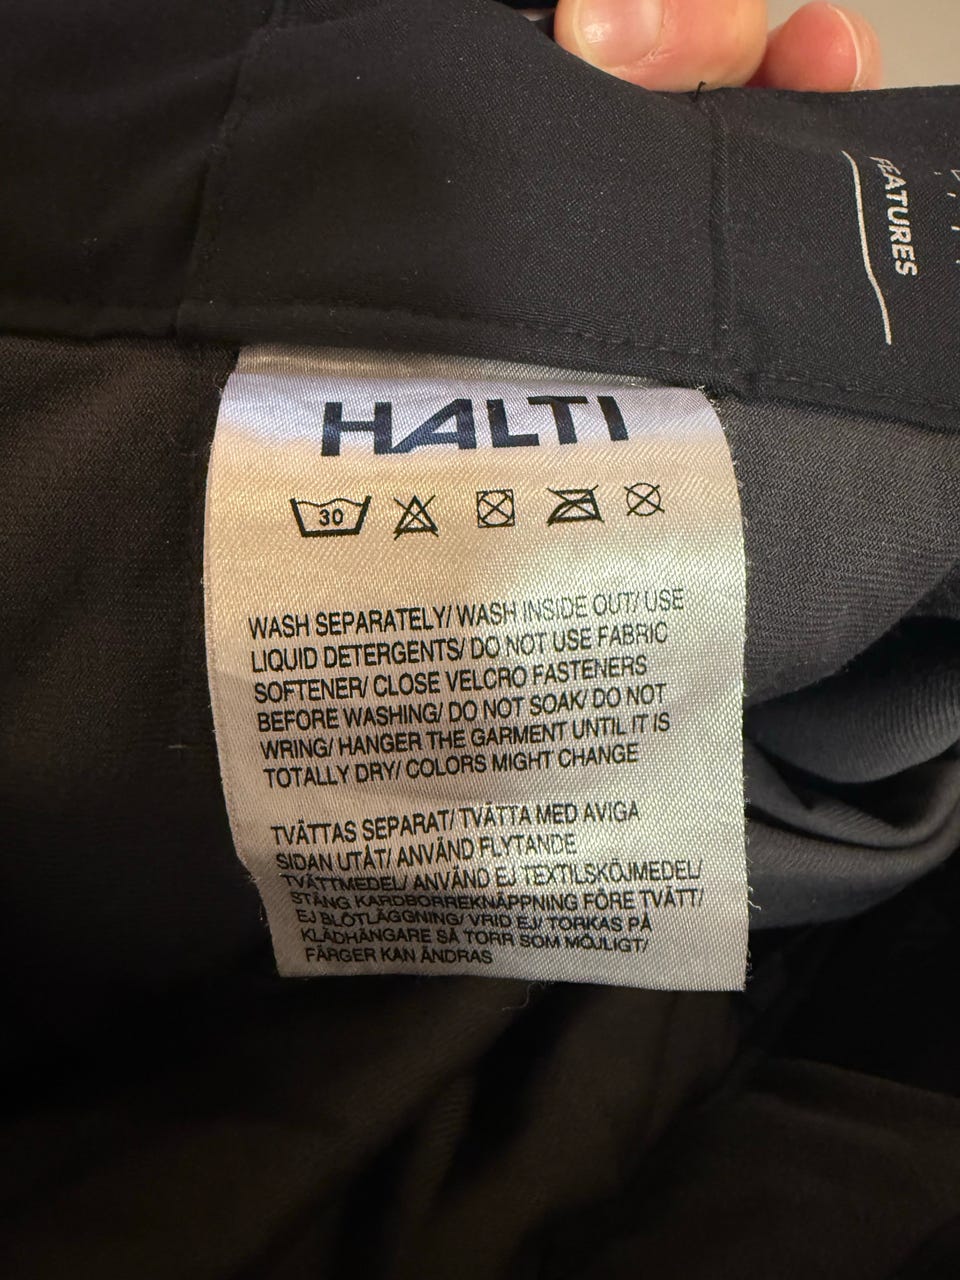 FEATURES
HALTI
30
WASH SEPARATELY/ WASH INSIDE OUT/ USE
LIQUID DETERGENTS/ DO NOT USE FABRIC
SOFTENER/ CLOSE VELCRO FASTENERS
BEFORE WASHING/ DO NOT SOAK/ DO NOT
WRING/ HANGER THE GARMENT UNTIL IT IS
TOTALLY DRY/ COLORS MIGHT CHANGE
TVÄTTAS SEPARAT/ TVÄTTA MED AVIGA
SIDAN UTÅT/ ANVÄND FLYTANDE
TVÄTTMEDEL/ ANVÄND EJ TEXTILSKÖJMEDEL/
STÄNG KARDBORREKNÄPPNING FÖRE TVÄTT/
EJ BLÖTLÄGGNING/ VRID EJ/ TORKAS PÅ
KLÄDHÄNGARE SÅ TORR SOM MÖJLIGT/
FÄRGER KAN ÄNDRAS